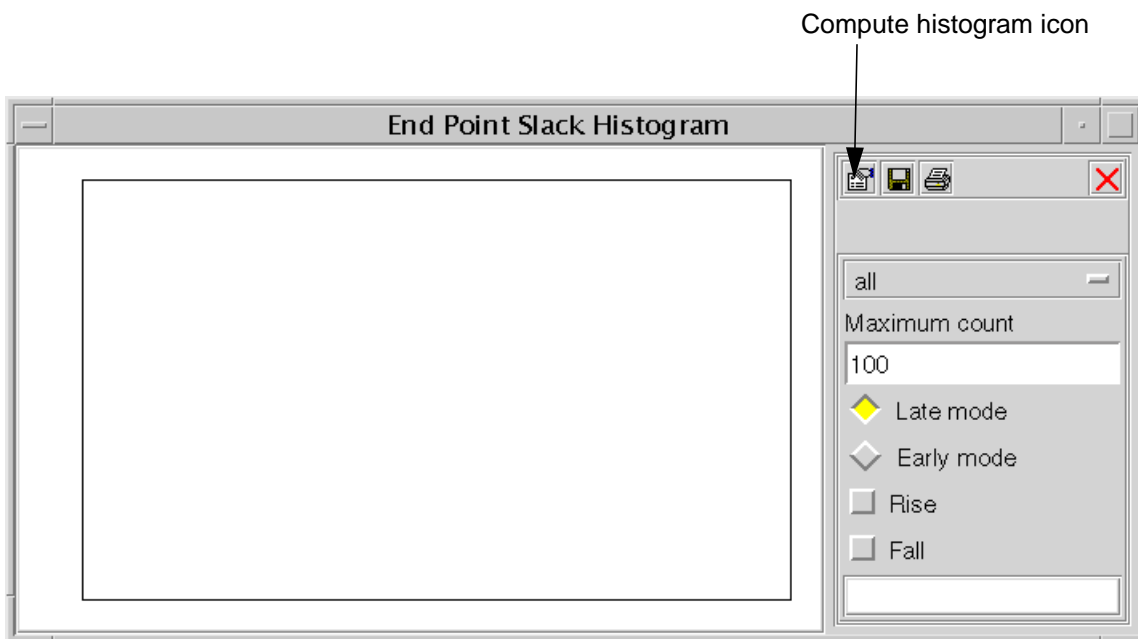 Compute histogram icon
End Point Slack Histogram
all
Maximum count
100
Late mode
Early mode
Rise
Fall